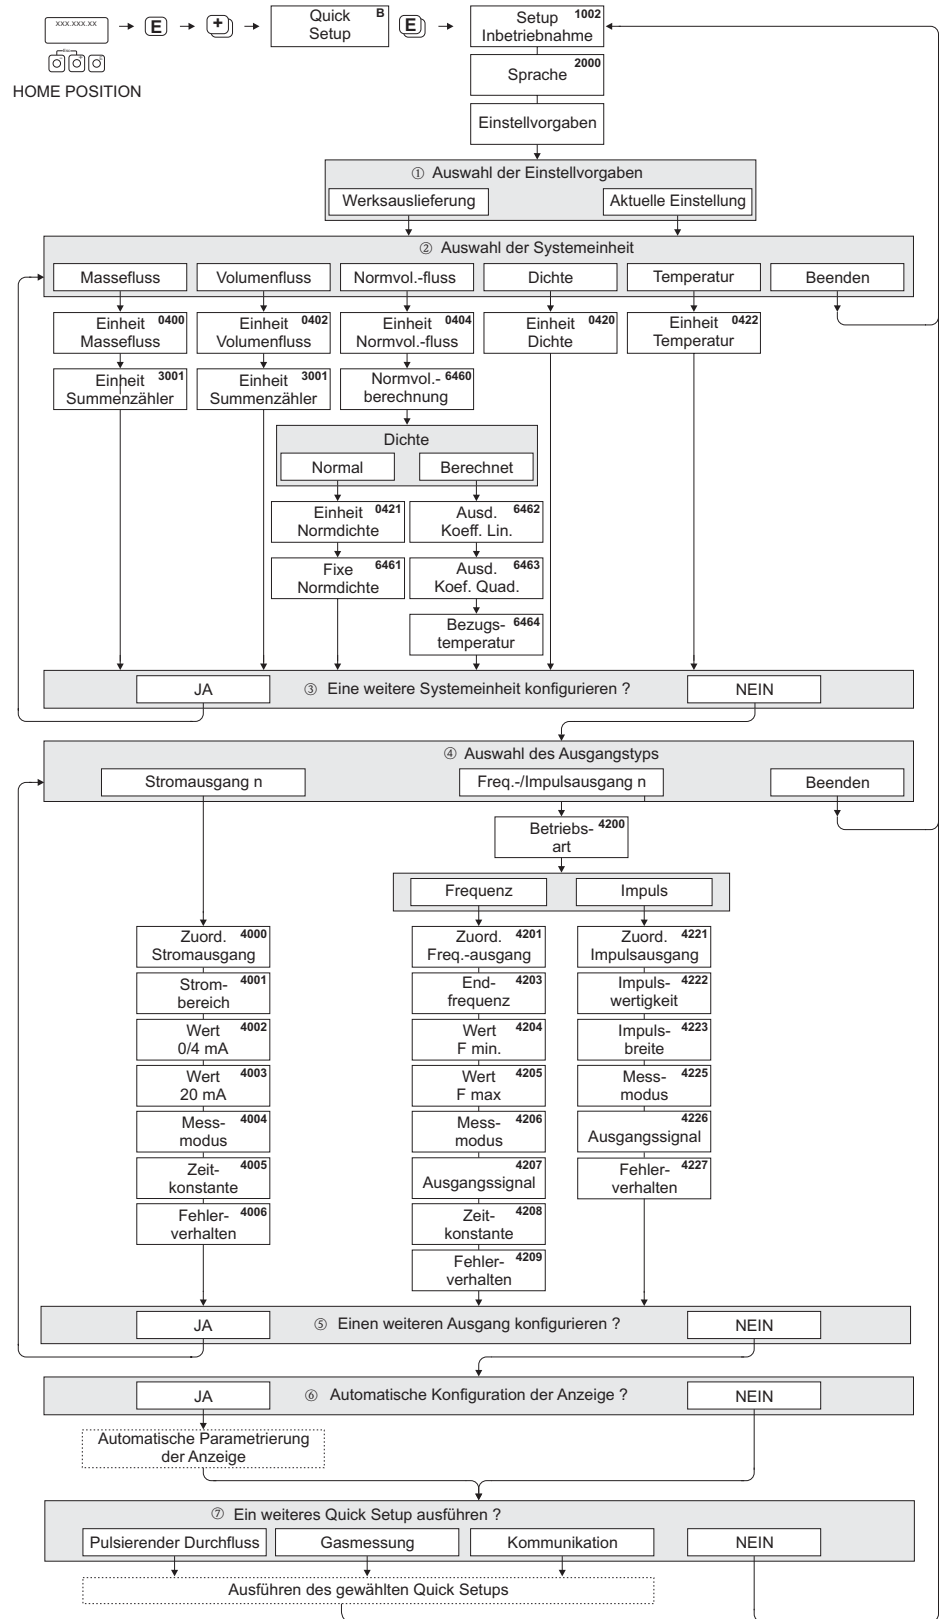 xxx.xxx.xx
Esc
E
+
Quick
Setup
B
E
Setup
Inbetriebnahme
1002
HOME POSITION
Sprache
2000
Einstellvorgaben
① Auswahl der Einstellvorgaben
Werksauslieferung
Aktuelle Einstellung
② Auswahl der Systemeinheit
Massefluss
Volumenfluss
Normvol.-fluss
Dichte
Temperatur
Beenden
Einheit
Massefluss
0400
Einheit
Volumenfluss
0402
Einheit
Normvol.-fluss
0404
Einheit
Dichte
0420
Einheit
Temperatur
0422
Einheit
Summenzähler
3001
Einheit
Summenzähler
3001
Normvol.-
berechnung
6460
Dichte
Normal
Berechnet
Einheit
Normdichte
0421
Ausd.
Koeff. Lin.
6462
Fixe
Normdichte
6461
Ausd.
Koef. Quad.
6463
Bezugs-
temperatur
6464
JA
③ Eine weitere Systemeinheit konfigurieren ?
NEIN
④ Auswahl des Ausgangstyps
Stromausgang n
Freq.-/Impulsausgang n
Beenden
Betriebs-
art
4200
Frequenz
Impuls
Zuord.
Stromausgang
4000
Strom-
bereich
4001
Wert
0/4 mA
4002
Wert
20 mA
4003
Mess-
modus
4004
Zeit-
konstante
4005
Fehler-
verhalten
4006
Zuord.
Freq.-ausgang
4201
End-
frequenz
4203
Wert
F min.
4204
Wert
F max
4205
Mess-
modus
4206
Ausgangssignal
4207
Zeit-
konstante
4208
Fehler-
verhalten
4209
Zuord.
Impulsausgang
4221
Impuls-
wertigkeit
4222
Impuls-
breite
4223
Mess-
modus
4225
Ausgangssignal
4226
Fehler-
verhalten
4227
JA
⑤ Einen weiteren Ausgang konfigurieren ?
NEIN
JA
⑥ Automatische Konfiguration der Anzeige ?
NEIN
Automatische Parametrierung
der Anzeige
⑦ Ein weiteres Quick Setup ausführen ?
Pulsierender Durchfluss
Gasmessung
Kommunikation
NEIN
Ausführen des gewählten Quick Setups